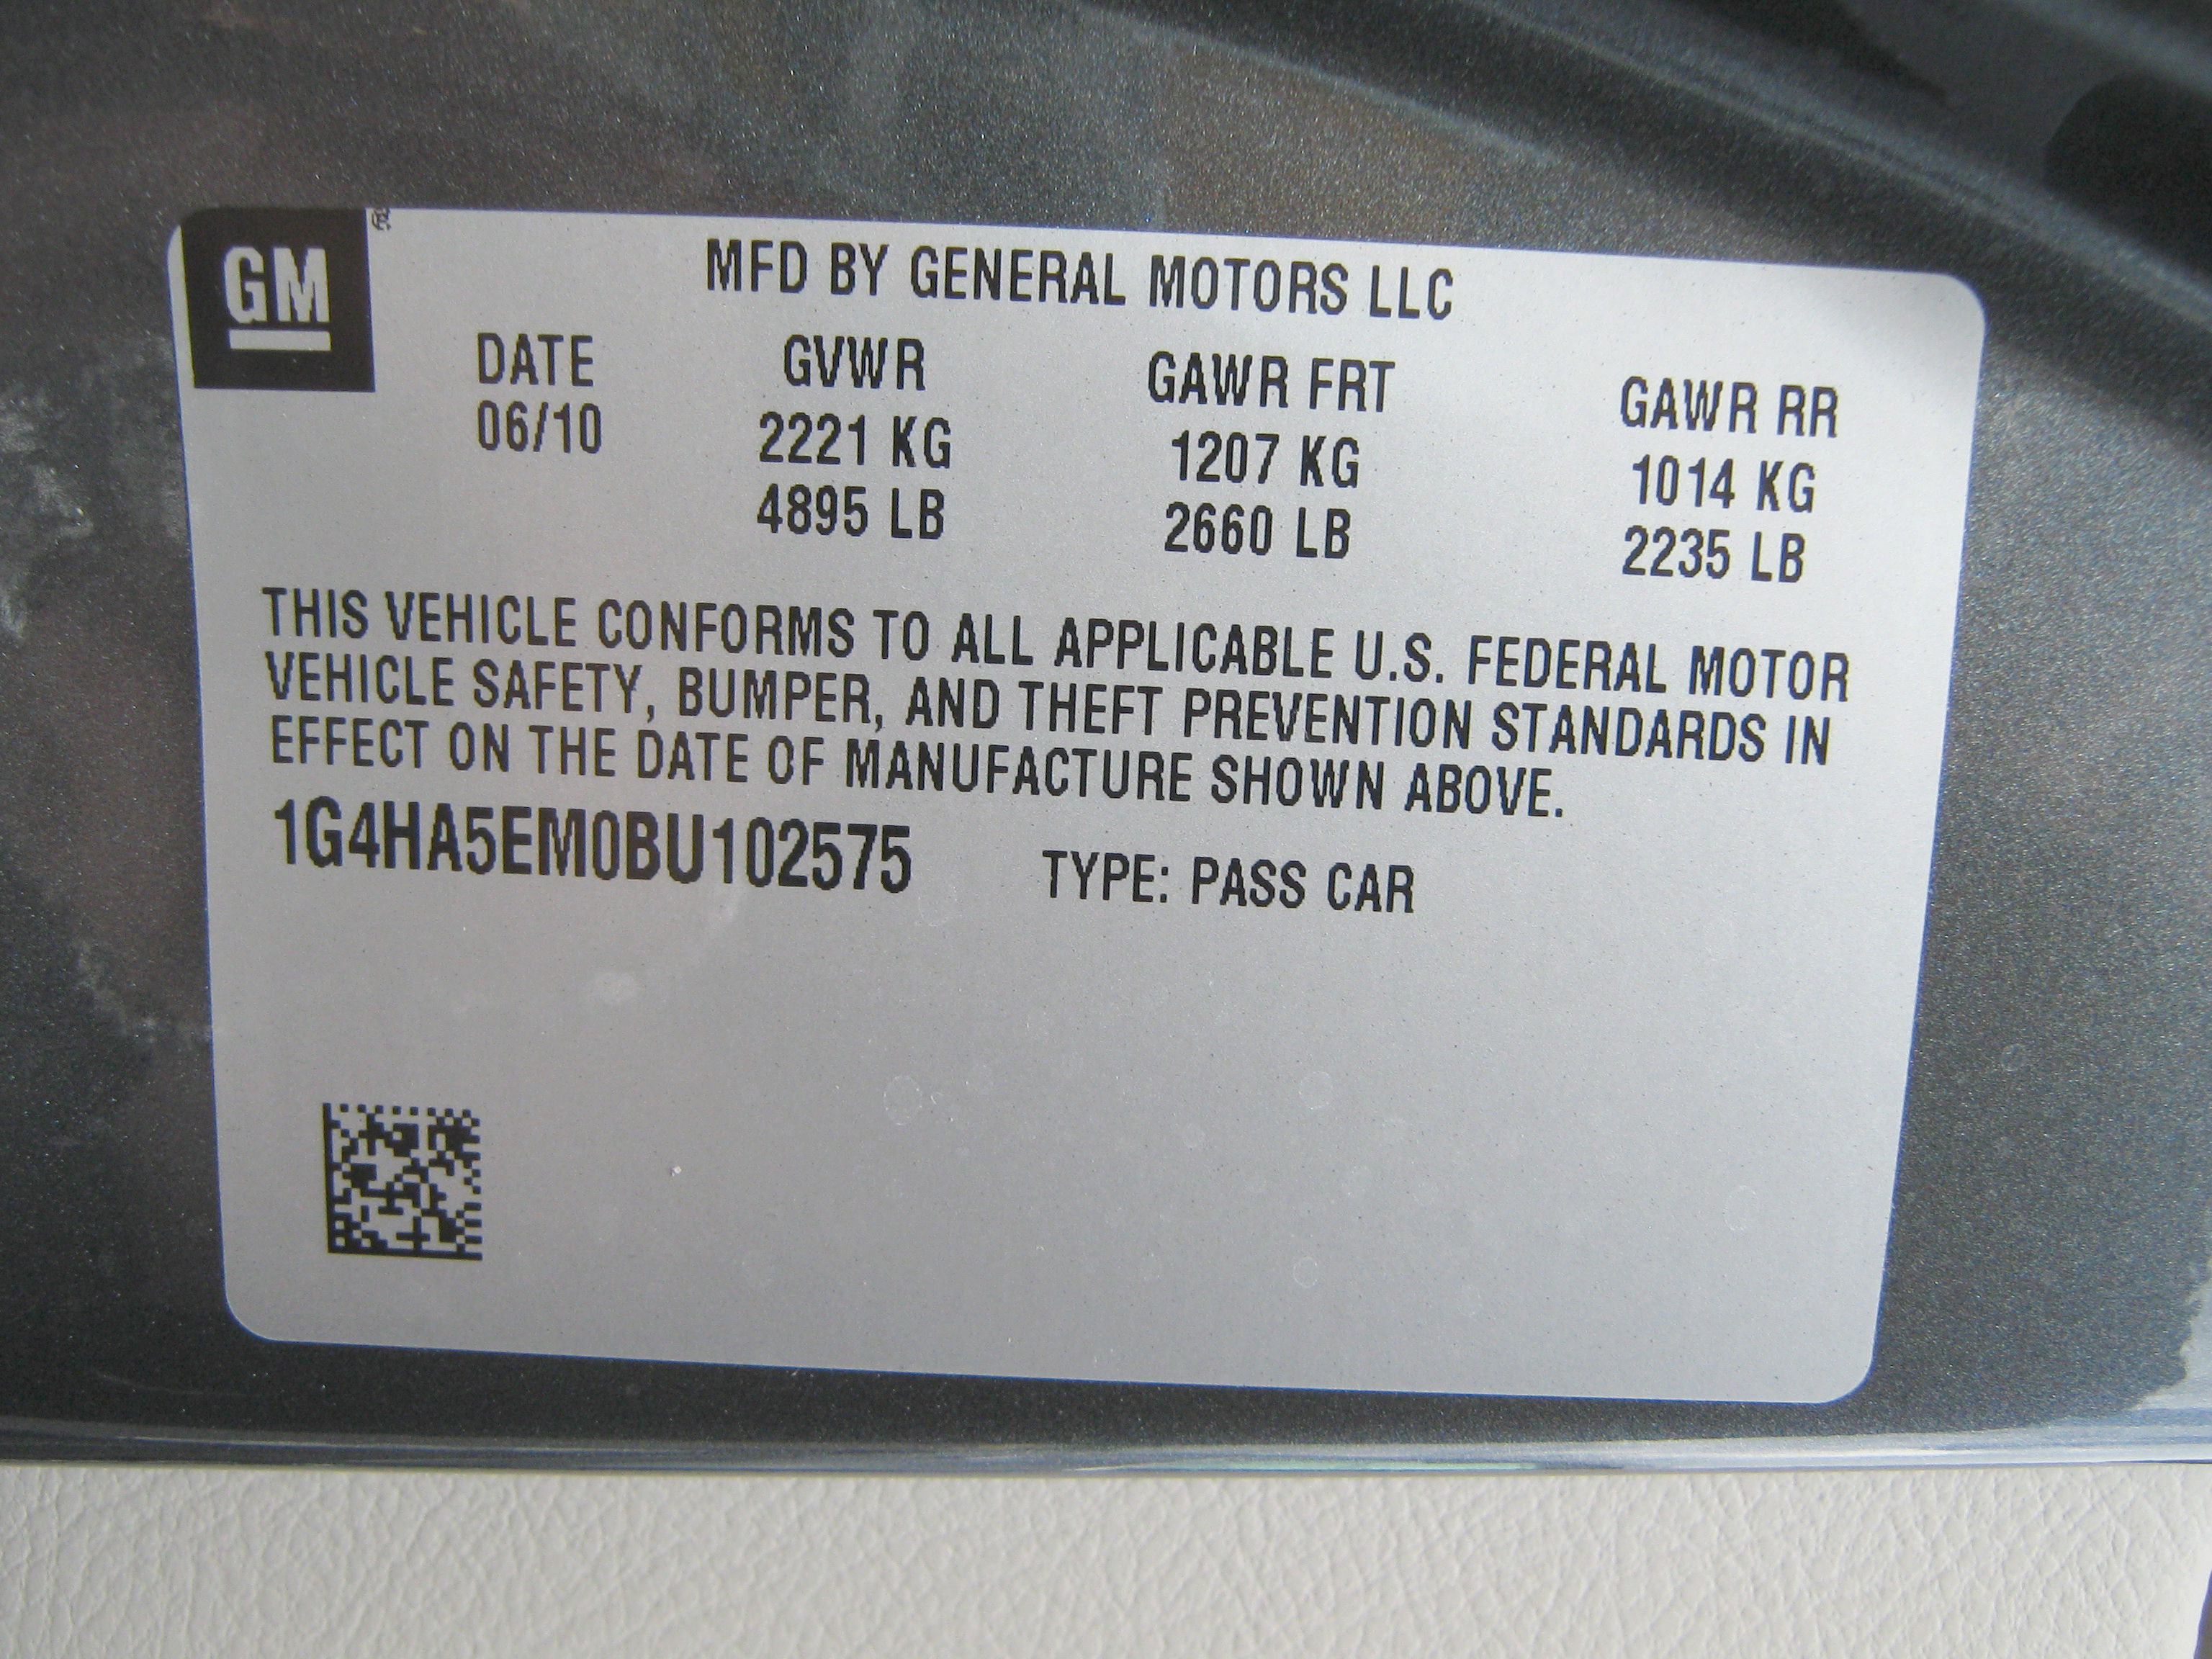 GM ®
MFD BY GENERAL MOTORS LLC
DATE GVWR GAWR FRT GAWR RR
06/10 2221 KG 1207 KG 1014 KG
4895 LB 2660 LB 2235 LB
THIS VEHICLE CONFORMS TO ALL APPLICABLE U.S. FEDERAL MOTOR
VEHICLE SAFETY, BUMPER, AND THEFT PREVENTION STANDARDS IN
EFFECT ON THE DATE OF MANUFACTURE SHOWN ABOVE.
1G4HA5EM0BU102575 TYPE: PASS CAR